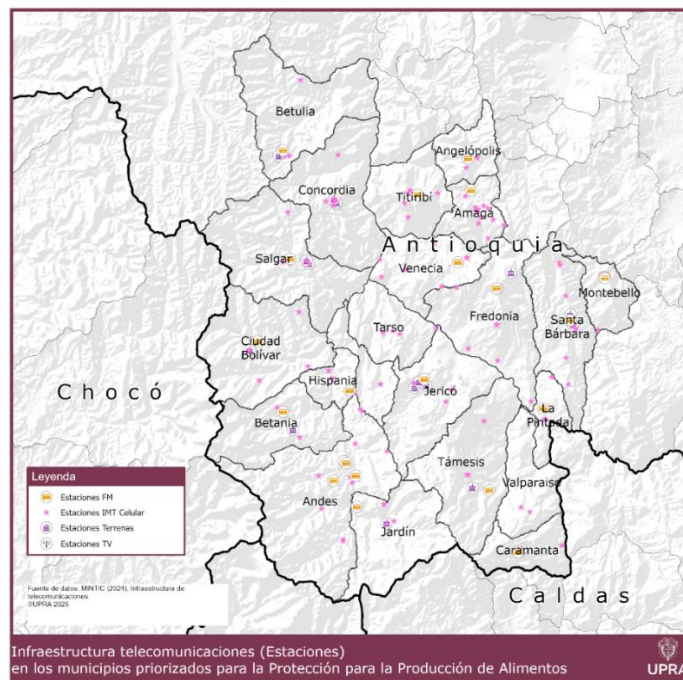 Betulia
Angelópolis
Concordia
Titiribí
Amagá
Antioquia
Salgar
Venecia
Montebello
Fredonia
Santa
Bárbara
Tarso
Ciudad
Bolívar
Chocó
Hispania
Jericó
La
Pintada
Betania
Támesis
Valparaiso
Andes
Jardín
Caramanta
Caldas
Leyenda
Estaciones FM
Estaciones IMT Celular
Estaciones Terrenas
Estaciones TV
Fuente de datos: MINTIC (2024), Infraestructura de
telecomunicaciones.
©UPRA 2025
Infraestructura telecomunicaciones (Estaciones)
en los municipios priorizados para la Protección para la Producción de Alimentos
UPRA